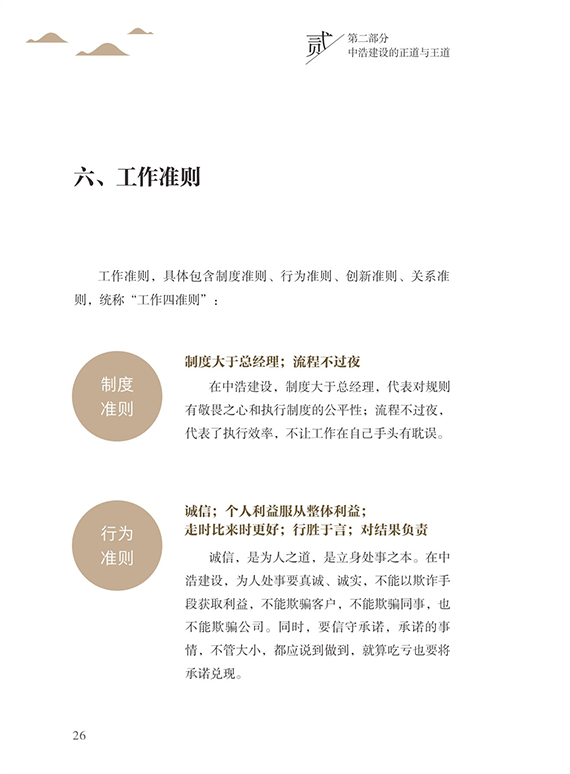 贰
第二部分
中浩建设的正道与王道
六、工作准则
工作准则，具体包含制度准则、行为准则、创新准则、关系准
则，统称“工作四准则”：
制度
准则
制度大于总经理；流程不过夜
在中浩建设，制度大于总经理，代表对规则
有敬畏之心和执行制度的公平性；流程不过夜，
代表了执行效率，不让工作在自己手头有耽误。
行为
准则
诚信；个人利益服从整体利益；
走时比来时更好；行胜于言；对结果负责
诚信，是为人之道，是立身处事之本。在中
浩建设，为人处事要真诚、诚实，不能以欺诈手
段获取利益，不能欺骗客户，不能欺骗同事，也
不能欺骗公司。同时，要信守承诺，承诺的事
情，不管大小，都应说到做到，就算吃亏也要将
承诺兑现。
26